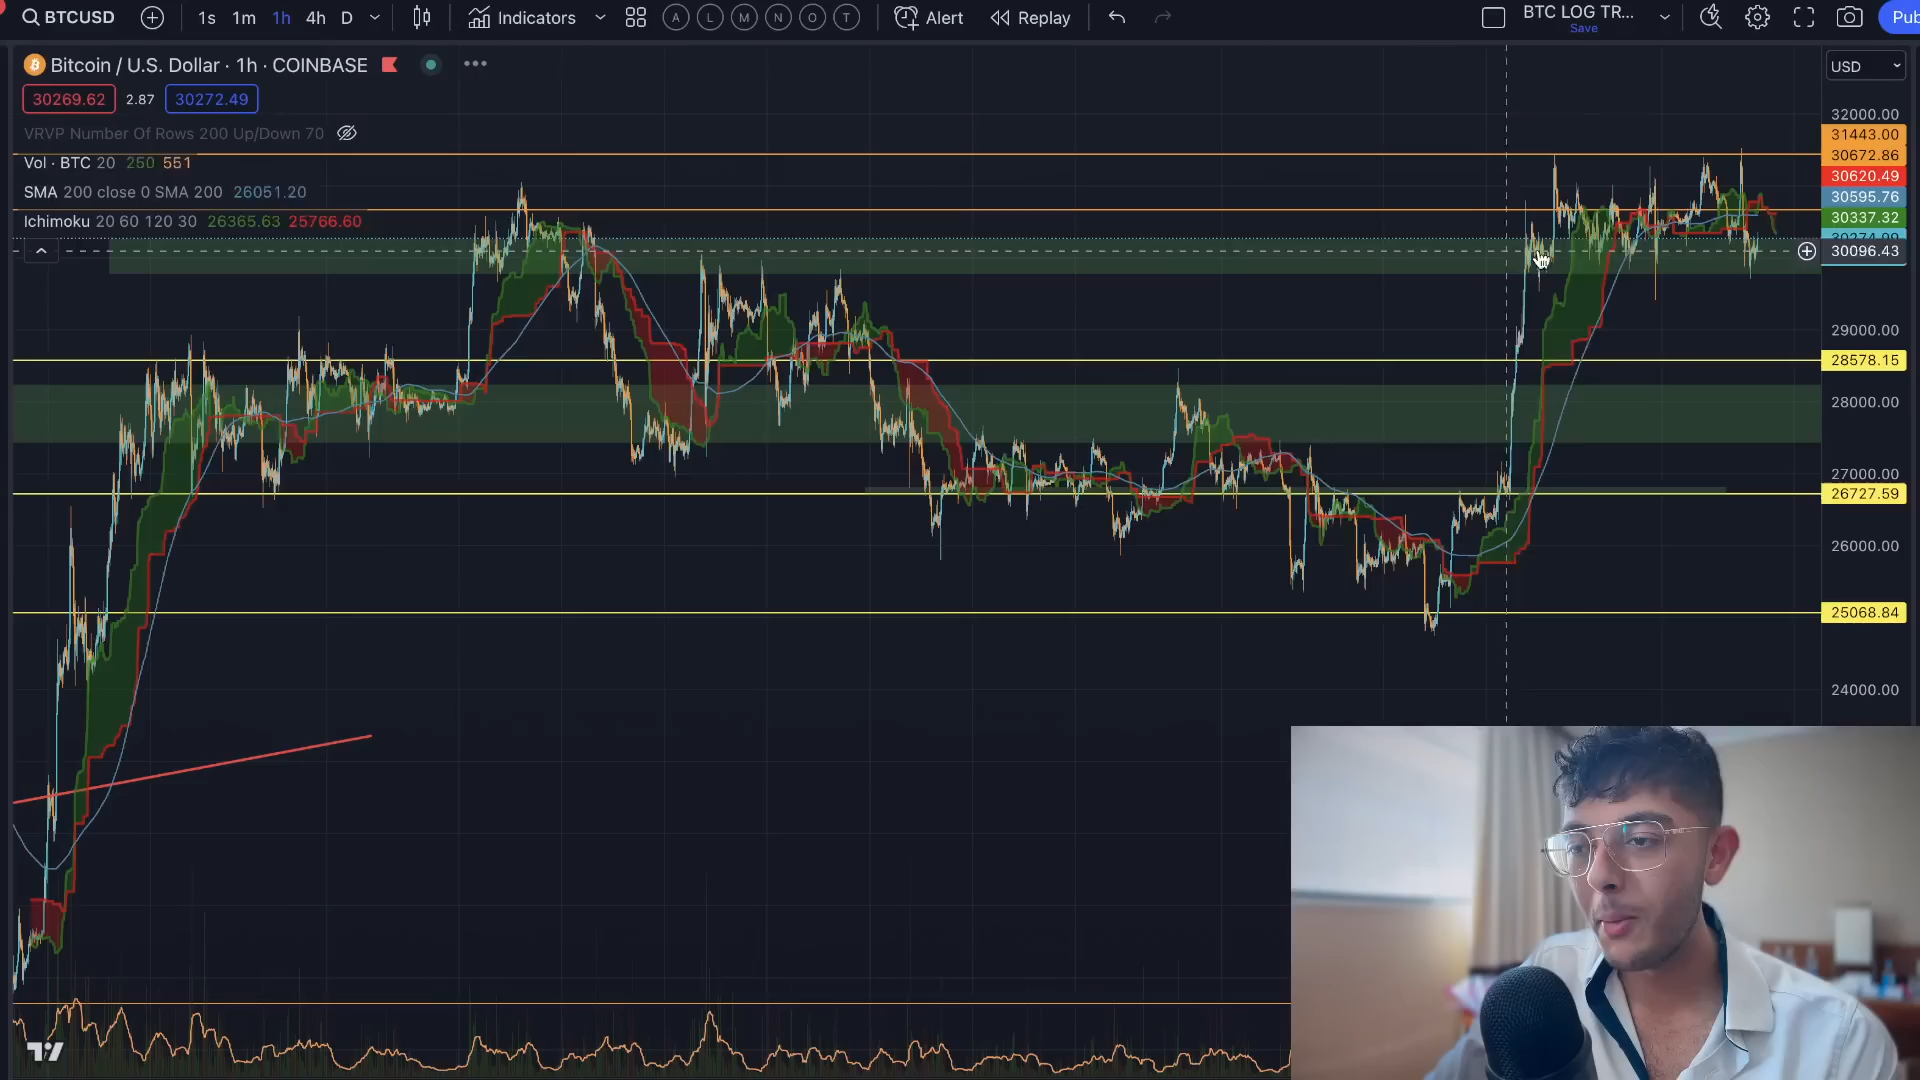 BTCUSD 1s 1m 1h 4h D Indicators A L M N O T Alert Replay BTC LOG TR... Pub
Save
Bitcoin / U.S. Dollar · 1h · COINBASE USD
30269.62 2.87 30272.49
VRVP Number Of Rows 200 Up/Down 70
Vol · BTC 20 250 551
SMA 200 close 0 SMA 200 26051.20
Ichimoku 20 60 120 30 26365.63 25766.60
32000.00
31443.00
30672.86
30620.49
30595.76
30337.32
30274.99
30096.43
29000.00
28578.15
28000.00
27000.00
26727.59
26000.00
25068.84
24000.00